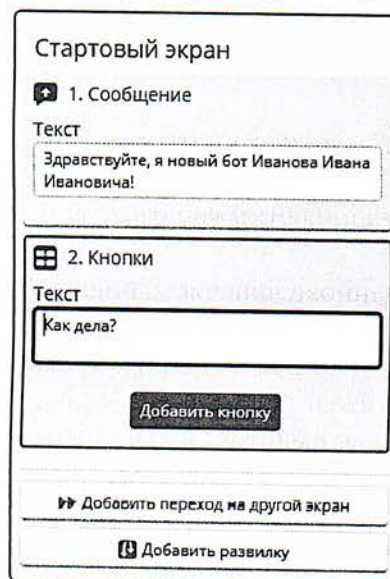 Стартовый экран
1. Сообщение
Текст
Здравствуйте, я новый бот Иванова Ивана
Ивановича!
2. Кнопки
Текст
Как дела?
Добавить кнопку
Добавить переход на другой экран
Добавить развилку